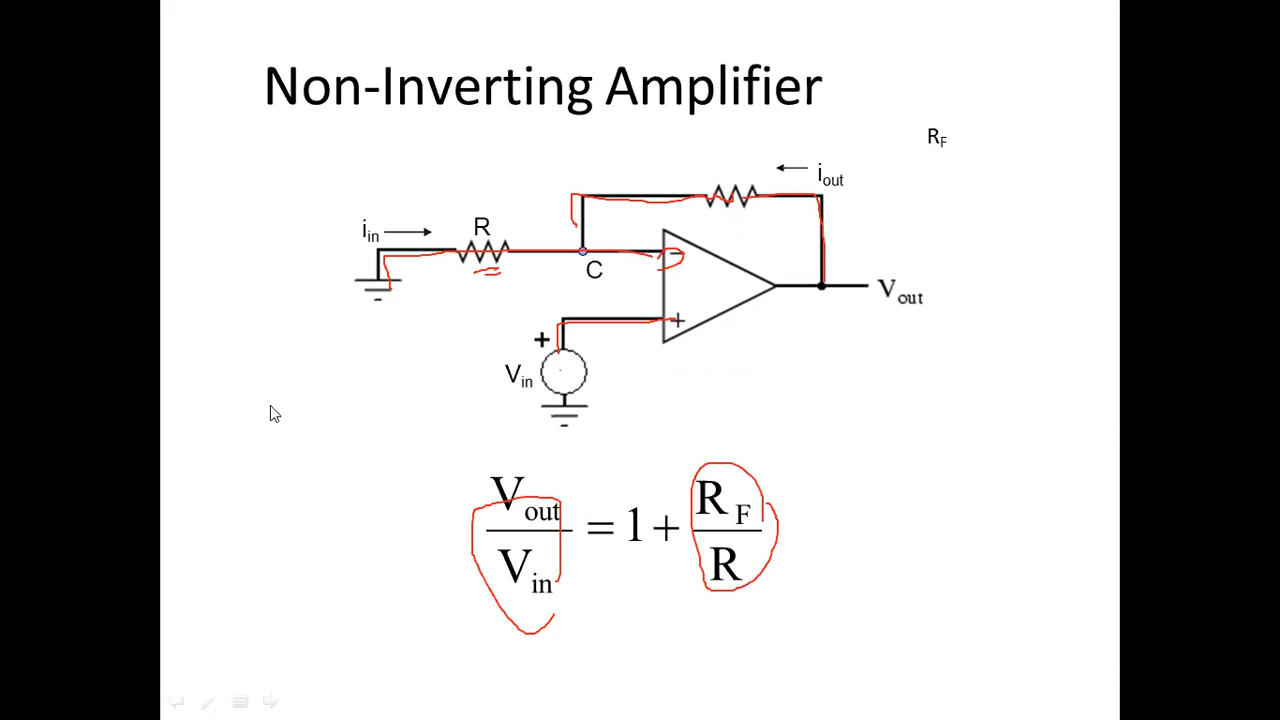 Non-Inverting Amplifier
R_F
i_out
i_in
R
−
C
V_out
+
+
V_in
V_out / V_in = 1 + R_F / R